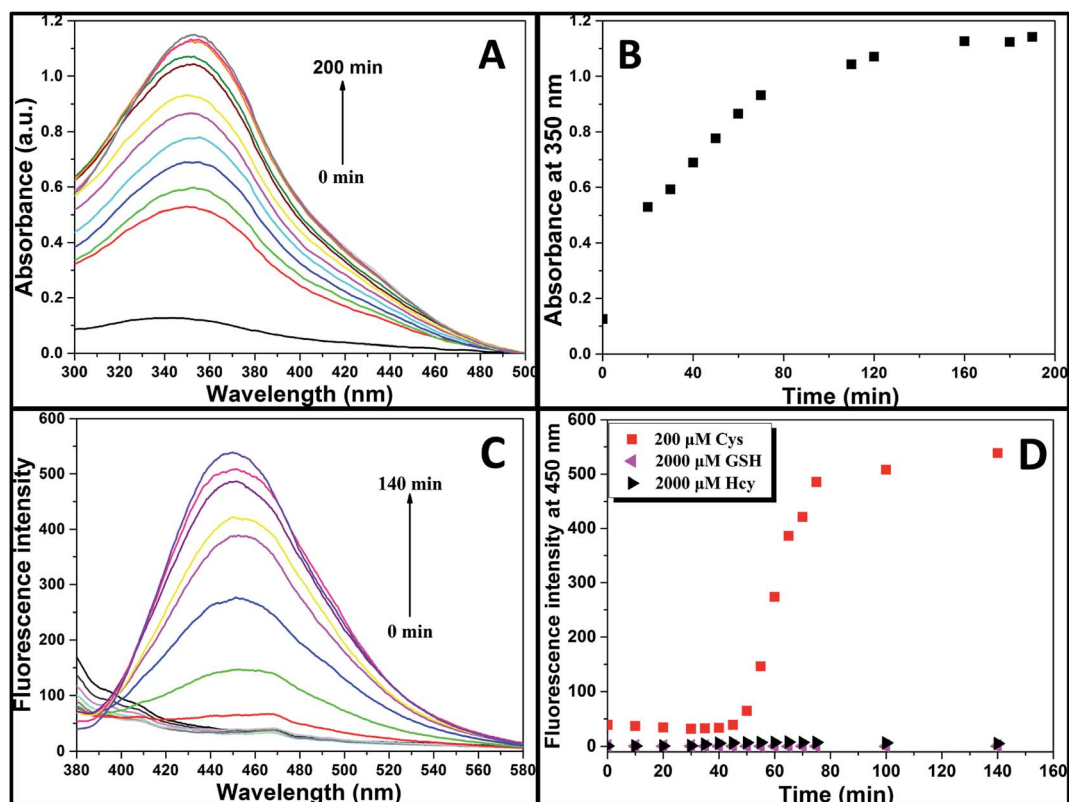 A
200 min
0 min
Absorbance (a.u.)
1.2
1.0
0.8
0.6
0.4
0.2
0.0
300 320 340 360 380 400 420 440 460 480 500
Wavelength (nm)
B
Absorbance at 350 nm
1.2
1.0
0.8
0.6
0.4
0.2
0.0
0 40 80 120 160 200
Time (min)
C
140 min
0 min
Fluorescence intensity
600
500
400
300
200
100
0
380 400 420 440 460 480 500 520 540 560 580
Wavelength (nm)
D
200 µM Cys
2000 µM GSH
2000 µM Hcy
Fluorescence intensity at 450 nm
600
500
400
300
200
100
0
0 20 40 60 80 100 120 140 160
Time (min)